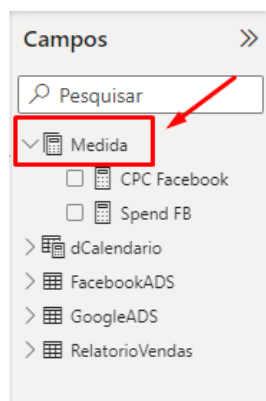 Campos
Pesquisar
Medida
CPC Facebook
Spend FB
dCalendario
FacebookADS
GoogleADS
RelatorioVendas